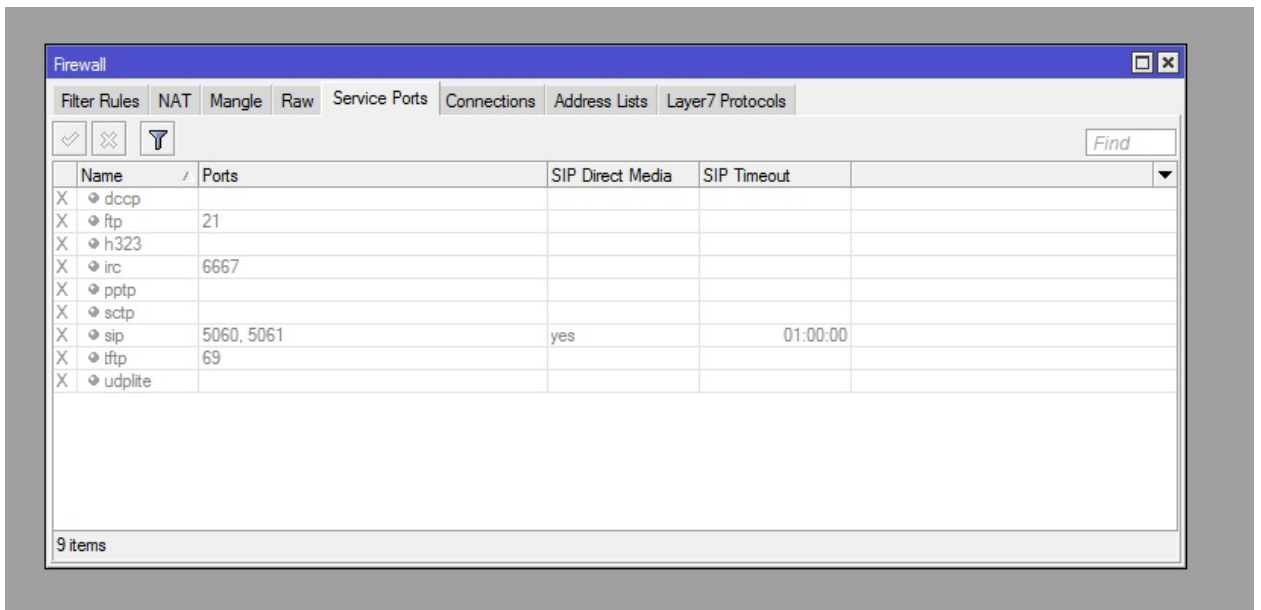 Firewall
Filter Rules NAT Mangle Raw Service Ports Connections Address Lists Layer7 Protocols
Find
Name Ports SIP Direct Media SIP Timeout
X dccp
X ftp 21
X h323
X irc 6667
X pptp
X sctp
X sip 5060, 5061 yes 01:00:00
X tftp 69
X udplite
9 items